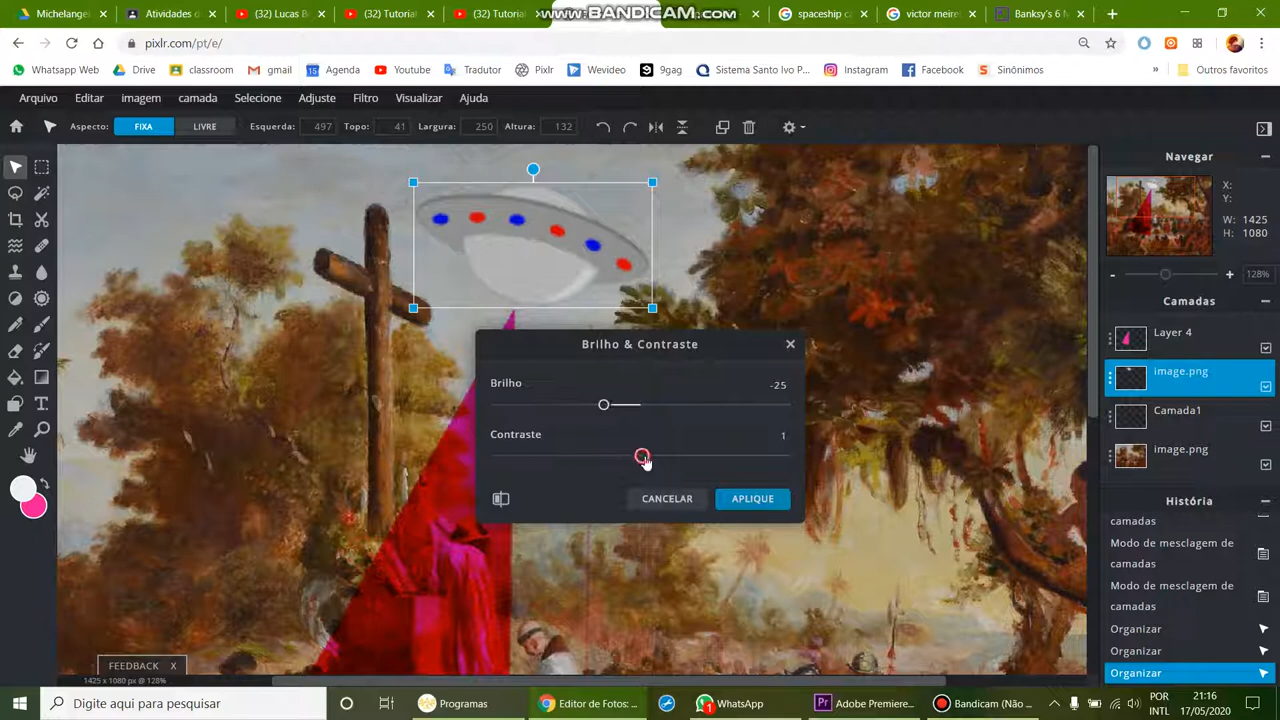 Michelangelo
Atividades d
(32) Lucas B
(32) Tutoria
(32) Tutoria
www.BANDICAM.com
spaceship ca
victor meirel
Banksy's 6 M
pixlr.com/pt/e/
Whatsapp Web
Drive
classroom
gmail
Agenda
Youtube
Tradutor
Pixlr
Wevideo
9gag
Sistema Santo Ivo P...
Instagram
Facebook
Sinónimos
»
Outros favoritos
Arquivo Editar imagem camada Selecione Adjuste Filtro Visualizar Ajuda
Aspecto: FIXA LIVRE Esquerda: 497 Topo: 41 Largura: 250 Altura: 132
Navegar
X:
Y:
W: 1425
H: 1080
- + 128%
Camadas
Layer 4
image.png
Camada1
image.png
Brilho & Contraste
Brilho -25
Contraste 1
CANCELAR APLIQUE
História
camadas
Modo de mesclagem de
camadas
Modo de mesclagem de
camadas
Organizar
Organizar
Organizar
FEEDBACK X
1425 x 1080 px @ 128%
Digite aqui para pesquisar
Programas
Editor de Fotos: ...
WhatsApp
1
Adobe Premiere...
Bandicam (Não ...
POR
INTL
21:16
17/05/2020